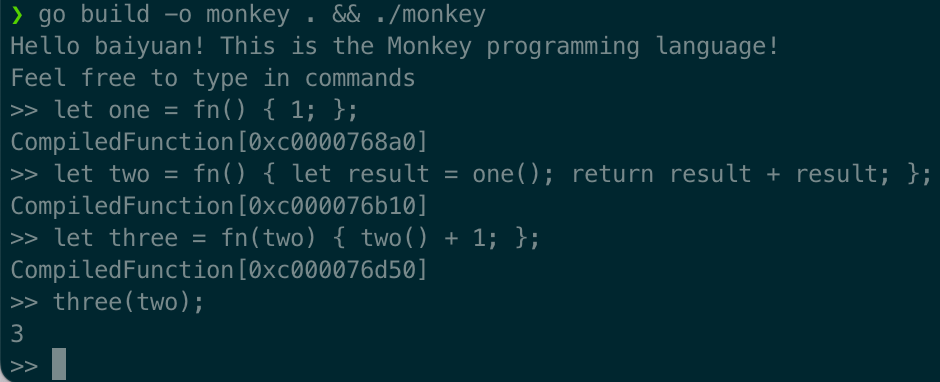 ❯ go build -o monkey . && ./monkey
Hello baiyuan! This is the Monkey programming language!
Feel free to type in commands
>> let one = fn() { 1; };
CompiledFunction[0xc0000768a0]
>> let two = fn() { let result = one(); return result + result; };
CompiledFunction[0xc000076b10]
>> let three = fn(two) { two() + 1; };
CompiledFunction[0xc000076d50]
>> three(two);
3
>>